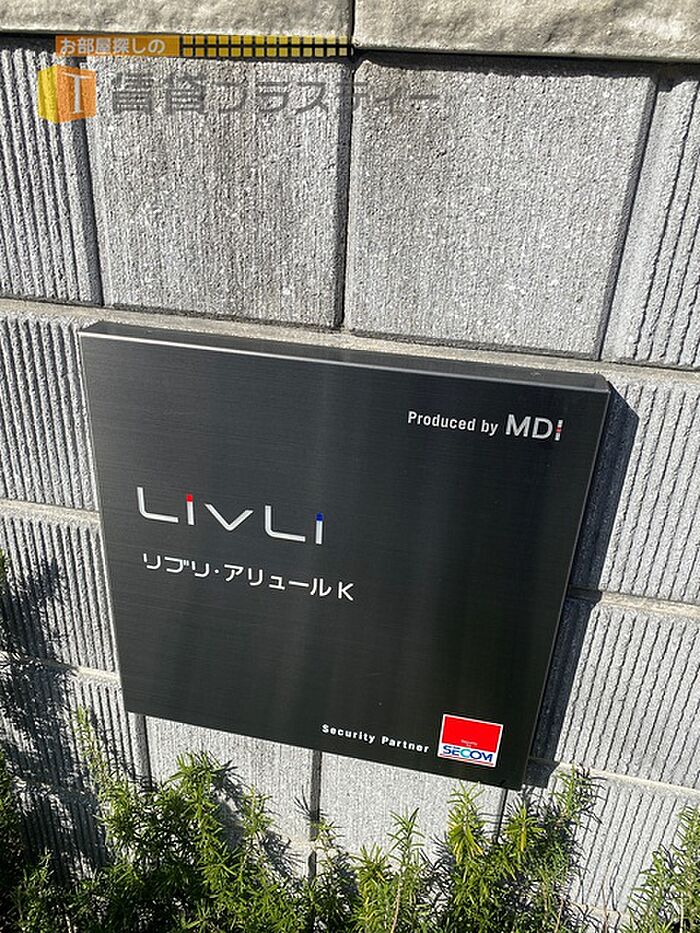 お部屋探しの
賃貸プラスティー
Produced by MDI
LivLi
リブリ・アリュールK
Security Partner
SECOM